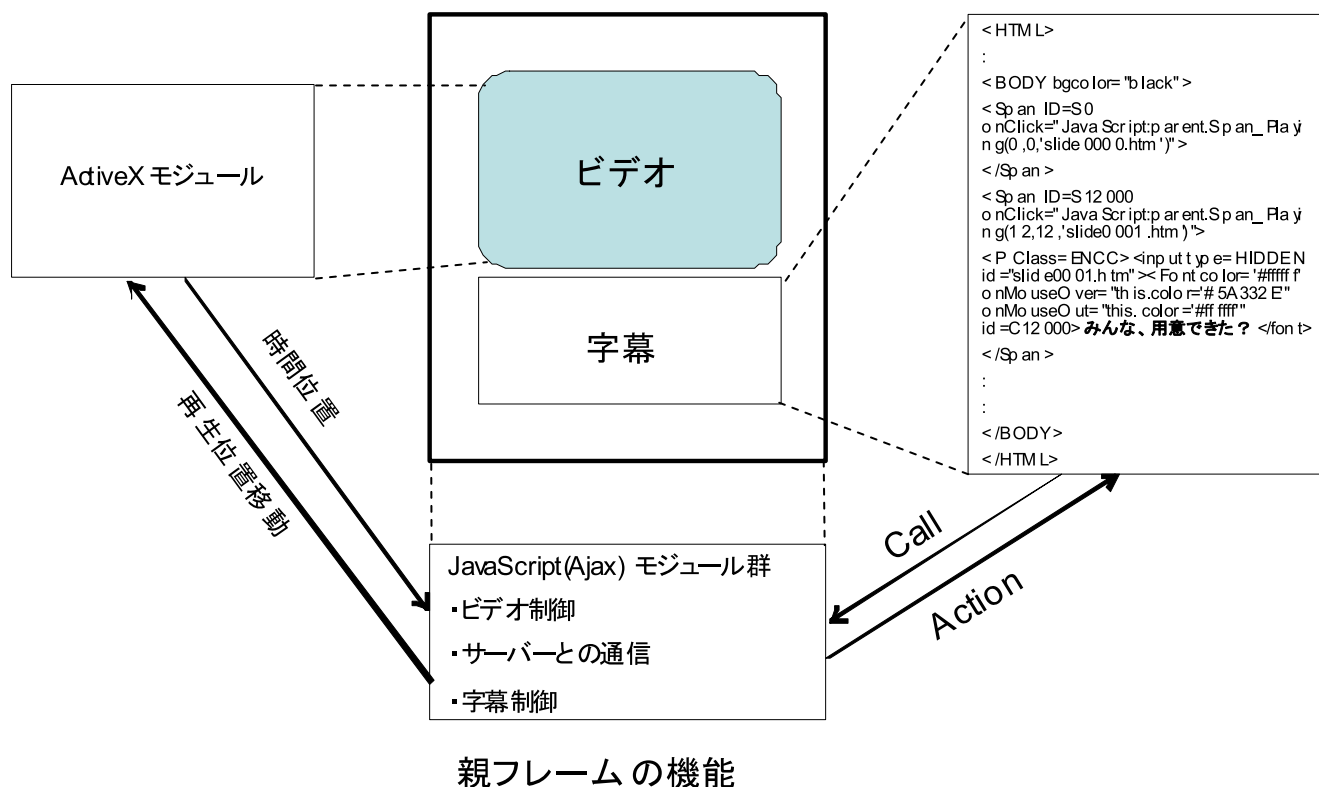 ActiveX モジュール
ビデオ
字幕
<HTML>
:
<BODY bgcolor="black">
<Span ID=S0
onClick="JavaScript:parent.Span_Playi
ng(0,0,'slide0000.htm')">
</Span>
<Span ID=S12000
onClick="JavaScript:parent.Span_Playi
ng(12,12,'slide0001.htm')">
<P Class=ENCC><input type=HIDDEN
id="slide0001.htm"><Font color='#ffffff'
onMouseOver="this.color='#5A332E'"
onMouseOut="this.color='#ffffff'"
id=C12000> みんな、用意できた? </font>
</Span>
:
:
</BODY>
</HTML>
時間位置
再生位置移動
Call
Action
JavaScript(Ajax) モジュール群
・ビデオ制御
・サーバーとの通信
・字幕制御
親フレームの機能